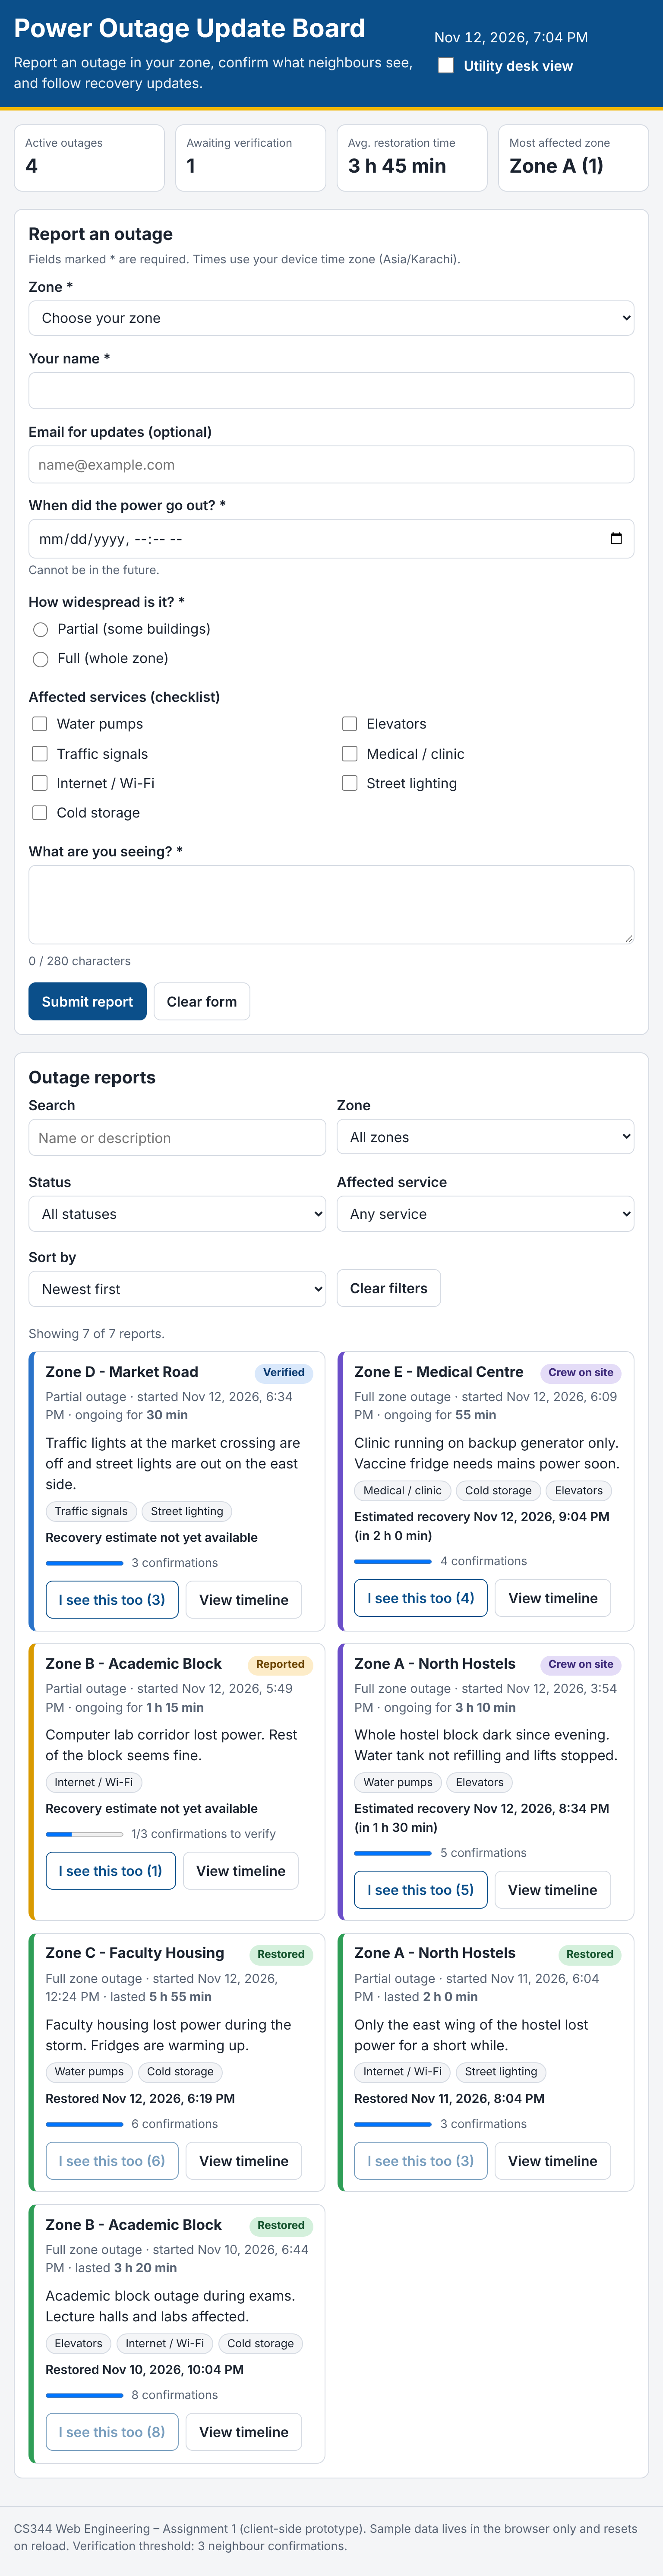 Power Outage Update Board
Report an outage in your zone, confirm what neighbours see,
and follow recovery updates.
Nov 12, 2026, 7:04 PM
Utility desk view
Active outages
4
Awaiting verification
1
Avg. restoration time
3 h 45 min
Most affected zone
Zone A (1)
Report an outage
Fields marked * are required. Times use your device time zone (Asia/Karachi).
Zone *
Choose your zone
Your name *
Email for updates (optional)
name@example.com
When did the power go out? *
mm/dd/yyyy, --:-- --
Cannot be in the future.
How widespread is it? *
Partial (some buildings)
Full (whole zone)
Affected services (checklist)
Water pumps
Elevators
Traffic signals
Medical / clinic
Internet / Wi-Fi
Street lighting
Cold storage
What are you seeing? *
0 / 280 characters
Submit report
Clear form
Outage reports
Search
Name or description
Zone
All zones
Status
All statuses
Affected service
Any service
Sort by
Newest first
Clear filters
Showing 7 of 7 reports.
Zone D - Market Road
Verified
Partial outage · started Nov 12, 2026, 6:34
PM · ongoing for 30 min
Traffic lights at the market crossing are
off and street lights are out on the east
side.
Traffic signals
Street lighting
Recovery estimate not yet available
3 confirmations
I see this too (3)
View timeline
Zone E - Medical Centre
Crew on site
Full zone outage · started Nov 12, 2026, 6:09
PM · ongoing for 55 min
Clinic running on backup generator only.
Vaccine fridge needs mains power soon.
Medical / clinic
Cold storage
Elevators
Estimated recovery Nov 12, 2026, 9:04 PM
(in 2 h 0 min)
4 confirmations
I see this too (4)
View timeline
Zone B - Academic Block
Reported
Partial outage · started Nov 12, 2026, 5:49
PM · ongoing for 1 h 15 min
Computer lab corridor lost power. Rest
of the block seems fine.
Internet / Wi-Fi
Recovery estimate not yet available
1/3 confirmations to verify
I see this too (1)
View timeline
Zone A - North Hostels
Crew on site
Full zone outage · started Nov 12, 2026, 3:54
PM · ongoing for 3 h 10 min
Whole hostel block dark since evening.
Water tank not refilling and lifts stopped.
Water pumps
Elevators
Estimated recovery Nov 12, 2026, 8:34 PM
(in 1 h 30 min)
5 confirmations
I see this too (5)
View timeline
Zone C - Faculty Housing
Restored
Full zone outage · started Nov 12, 2026,
12:24 PM · lasted 5 h 55 min
Faculty housing lost power during the
storm. Fridges are warming up.
Water pumps
Cold storage
Restored Nov 12, 2026, 6:19 PM
6 confirmations
I see this too (6)
View timeline
Zone A - North Hostels
Restored
Partial outage · started Nov 11, 2026, 6:04
PM · lasted 2 h 0 min
Only the east wing of the hostel lost
power for a short while.
Internet / Wi-Fi
Street lighting
Restored Nov 11, 2026, 8:04 PM
3 confirmations
I see this too (3)
View timeline
Zone B - Academic Block
Restored
Full zone outage · started Nov 10, 2026, 6:44
PM · lasted 3 h 20 min
Academic block outage during exams.
Lecture halls and labs affected.
Elevators
Internet / Wi-Fi
Cold storage
Restored Nov 10, 2026, 10:04 PM
8 confirmations
I see this too (8)
View timeline
CS344 Web Engineering – Assignment 1 (client-side prototype). Sample data lives in the browser only and resets
on reload. Verification threshold: 3 neighbour confirmations.